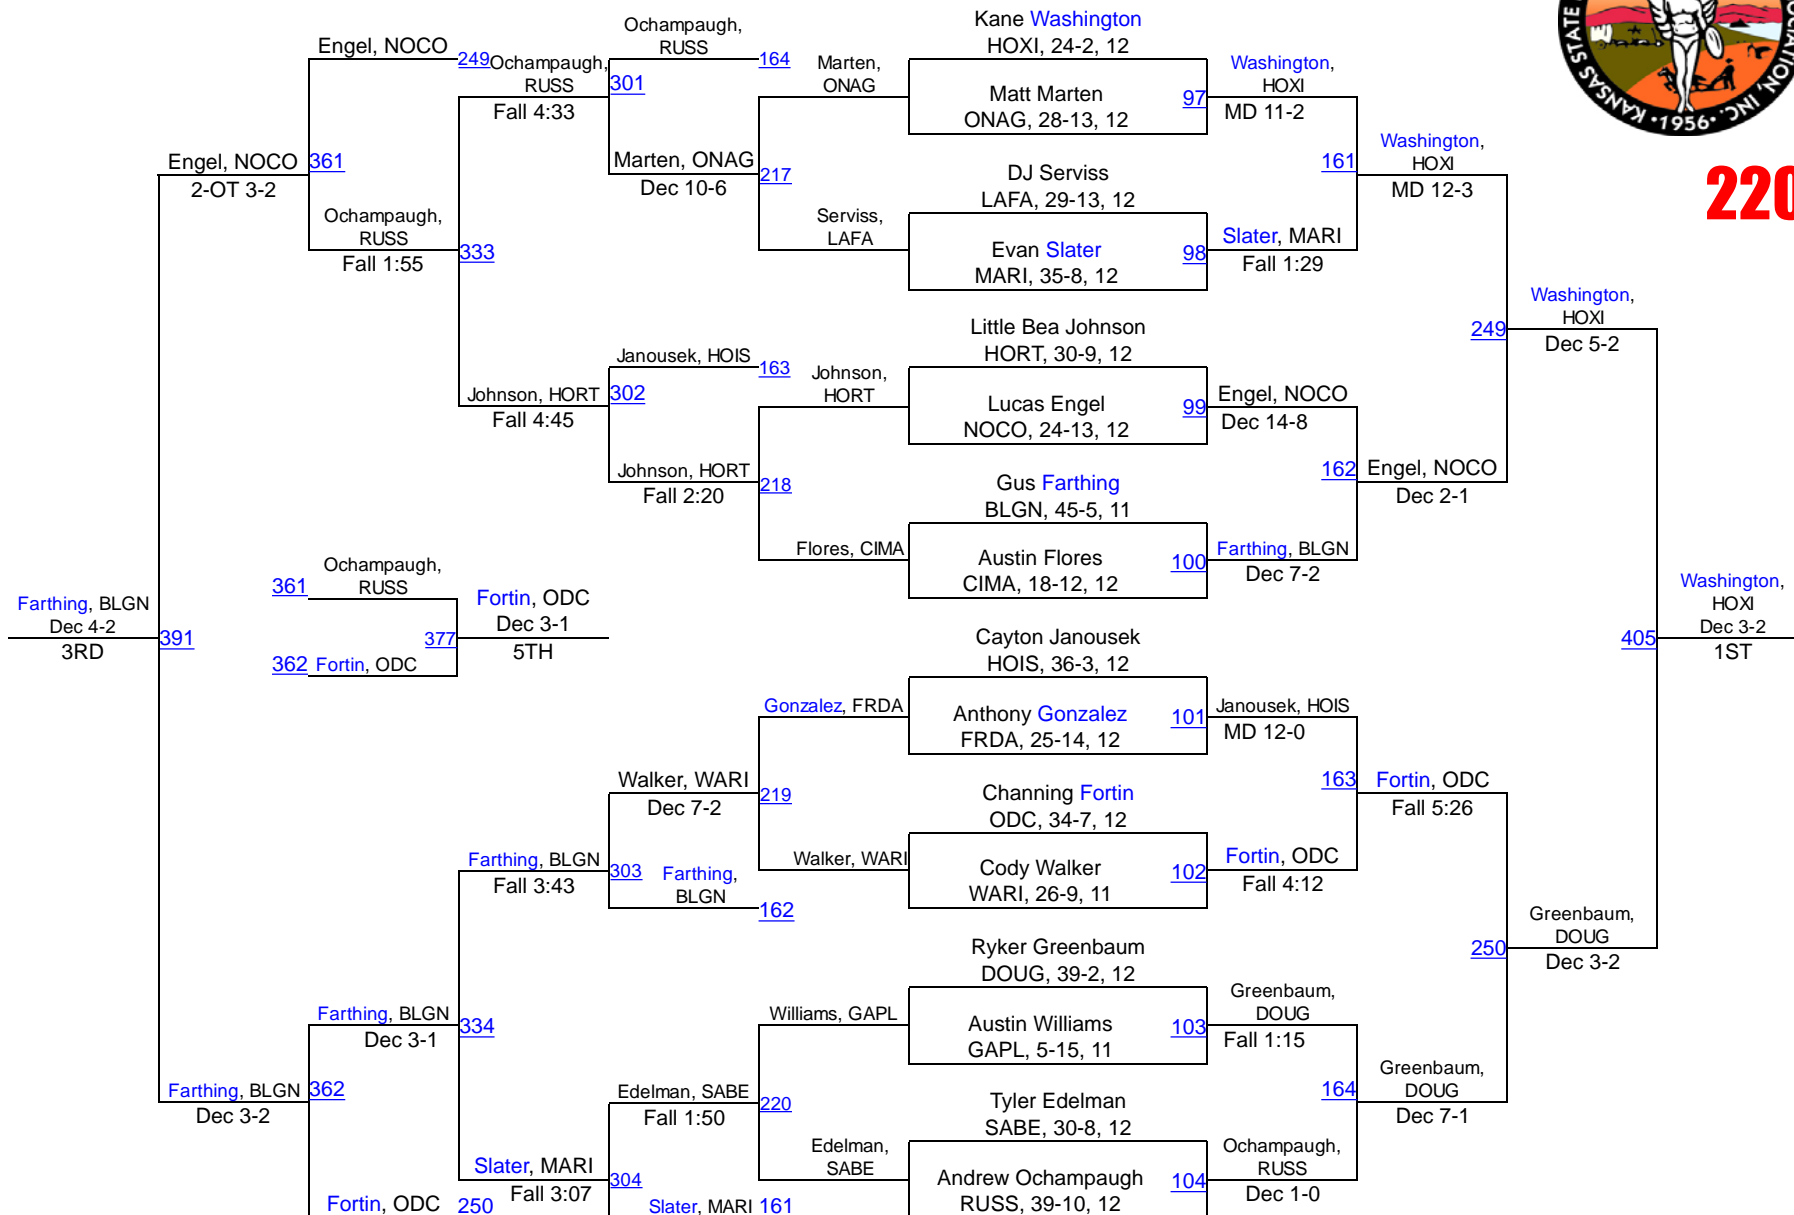 KANSAS STATE
OCIATION, INC.
·1956·
220
Engel, NOCO
249
Ochampaugh,
RUSS
Fall 4:33
301
Ochampaugh,
RUSS
164
Marten,
ONAG
Kane Washington
HOXI, 24-2, 12
Matt Marten
ONAG, 28-13, 12
97
Washington,
HOXI
MD 11-2
Engel, NOCO
2-OT 3-2
361
Marten, ONAG
Dec 10-6
217
DJ Serviss
LAFA, 29-13, 12
161
Washington,
HOXI
MD 12-3
Ochampaugh,
RUSS
Fall 1:55
333
Serviss,
LAFA
Evan Slater
MARI, 35-8, 12
98
Slater, MARI
Fall 1:29
Washington,
HOXI
Dec 5-2
249
Janousek, HOIS
163
Johnson,
HORT
Little Bea Johnson
HORT, 30-9, 12
Johnson, HORT
Fall 4:45
302
Lucas Engel
NOCO, 24-13, 12
99
Engel, NOCO
Dec 14-8
Johnson, HORT
Fall 2:20
218
Gus Farthing
BLGN, 45-5, 11
162
Engel, NOCO
Dec 2-1
Flores, CIMA
Austin Flores
CIMA, 18-12, 12
100
Farthing, BLGN
Dec 7-2
361
Ochampaugh,
RUSS
Farthing, BLGN
Dec 4-2
3RD
391
377
Fortin, ODC
Dec 3-1
5TH
362 Fortin, ODC
405
Washington,
HOXI
Dec 3-2
1ST
Cayton Janousek
HOIS, 36-3, 12
Gonzalez, FRDA
Anthony Gonzalez
FRDA, 25-14, 12
101
Janousek, HOIS
MD 12-0
Walker, WARI
Dec 7-2
219
Channing Fortin
ODC, 34-7, 12
163
Fortin, ODC
Fall 5:26
Farthing, BLGN
Fall 3:43
303
Farthing,
BLGN
162
Walker, WARI
Cody Walker
WARI, 26-9, 11
102
Fortin, ODC
Fall 4:12
Ryker Greenbaum
DOUG, 39-2, 12
250
Greenbaum,
DOUG
Dec 3-2
Farthing, BLGN
Dec 3-1
334
Williams, GAPL
Austin Williams
GAPL, 5-15, 11
103
Greenbaum,
DOUG
Fall 1:15
Farthing, BLGN
Dec 3-2
362
Edelman, SABE
Fall 1:50
220
Tyler Edelman
SABE, 30-8, 12
164
Greenbaum,
DOUG
Dec 7-1
Slater, MARI
Fall 3:07
304
Edelman,
SABE
Andrew Ochampaugh
RUSS, 39-10, 12
104
Ochampaugh,
RUSS
Dec 1-0
Fortin, ODC
250
Slater, MARI
161